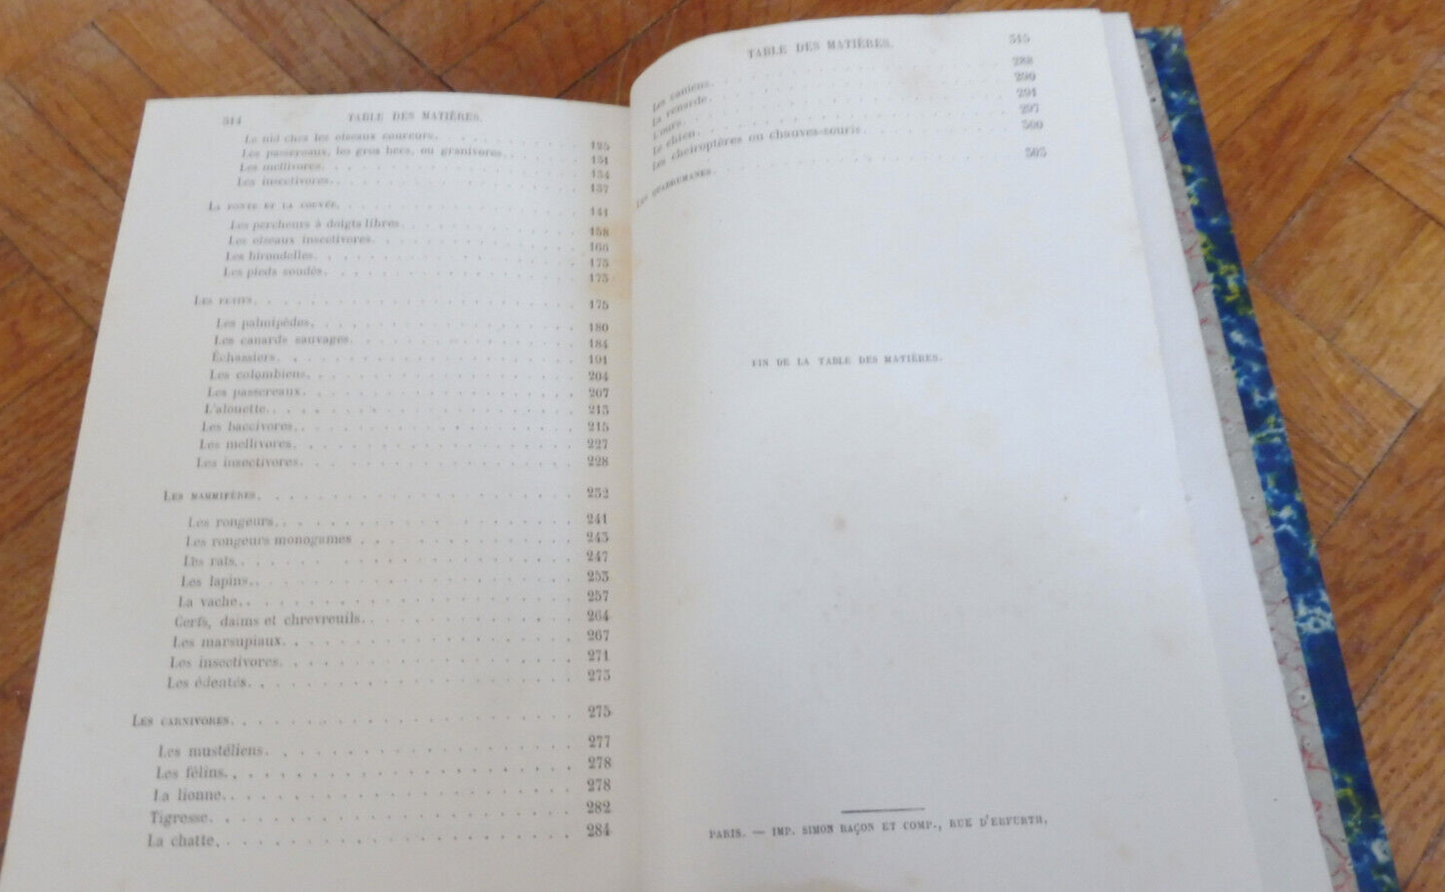 314 TABLE DES MATIÈRES.
Le nid chez les oiseaux coureurs. 125
Les passereaux, les gros becs, ou granivores. 131
Les mellivores. 134
Les insectivores. 137
La ponte et la couvée. 141
Les percheurs à doigts libres. 158
Les oiseaux insectivores. 166
Les hirondelles. 173
Les pieds soudés. 175
Les petits. 175
Les palmipèdes. 180
Les canards sauvages. 184
Échassiers. 191
Les colombiens. 204
Les passereaux. 207
L'alouette. 213
Les baccivores. 215
Les mellivores. 227
Les insectivores. 228
Les mammifères. 232
Les rongeurs. 241
Les rongeurs monogames 243
Les rats. 247
Les lapins. 253
La vache. 257
Cerfs, daims et chrevreuils. 264
Les marsupiaux. 267
Les insectivores. 271
Les édentés. 273
Les carnivores. 275
Les mustéliens. 277
Les félins. 278
La lionne. 278
Tigresse. 282
La chatte. 284
TABLE DES MATIÈRES. 315
Les caniens. 288
La renarde. 290
L'ours. 291
Le chien. 297
Les cheiroptères ou chauves-souris. 300
Les quadrumanes. 303
FIN DE LA TABLE DES MATIÈRES.
PARIS. — IMP. SIMON RAÇON ET COMP., RUE D'ERFURTH.